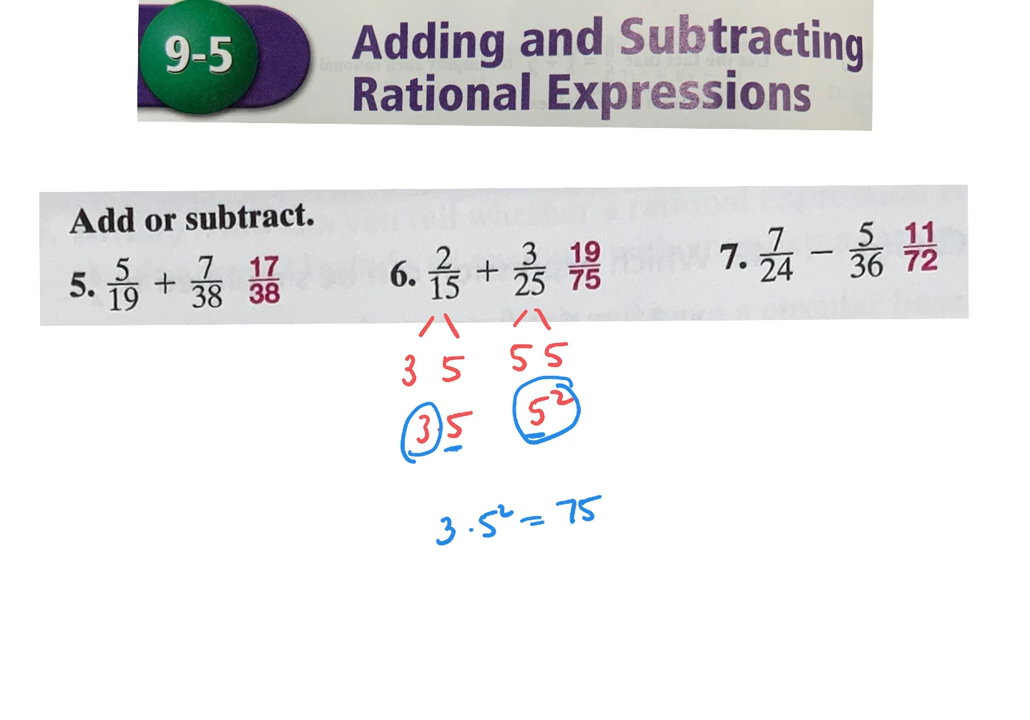 9-5
Adding and Subtracting
Rational Expressions
Add or subtract.
5. 5/19 + 7/38 17/38
6. 2/15 + 3/25 19/75
7. 7/24 − 5/36 11/72
3 5 5 5
3 5 5²
3 · 5² = 75